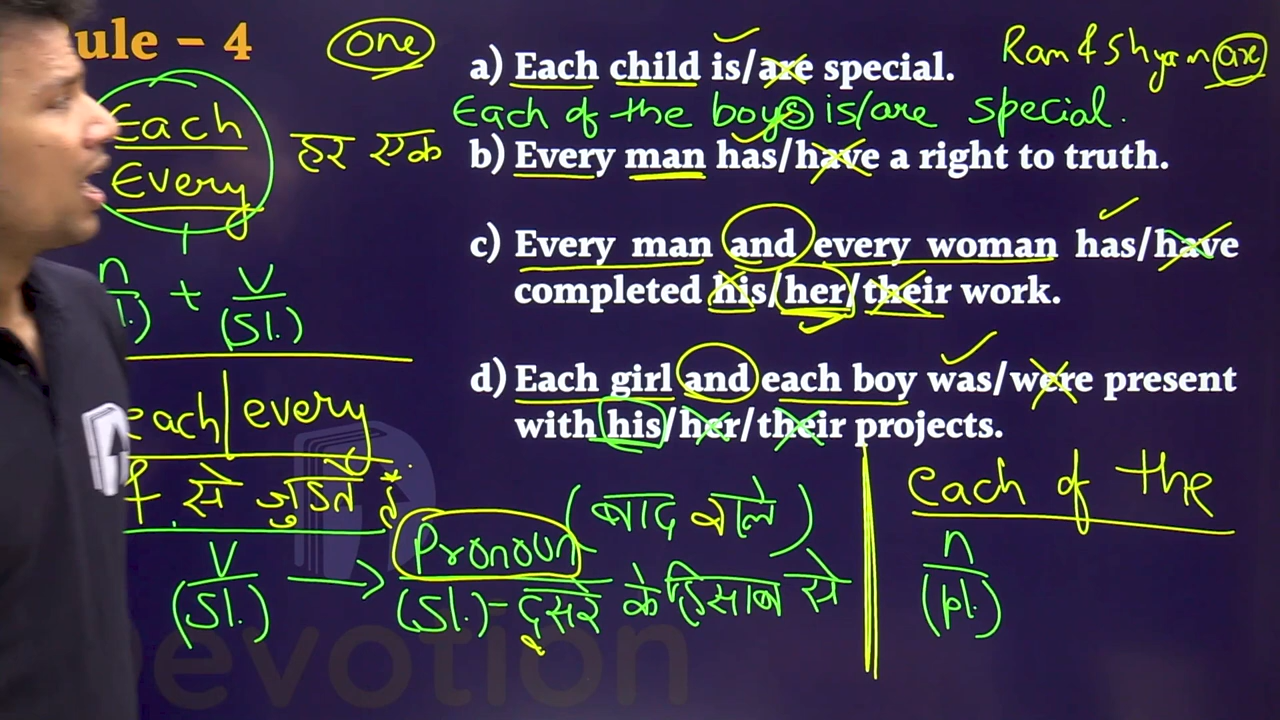 ule – 4
one
a) Each child is/are special.
Ram & Shyam are
Each
Every
हर एक
Each of the boys is/are special.
b) Every man has/have a right to truth.
c) Every man and every woman has/have
completed his/her/their work.
n + v
l.) (sl.)
d) Each girl and each boy was/were present
with his/her/their projects.
each/every
से जुड़ते हैं
v → Pronoun (बाद वाले)
(sl.) (sl.) - दूसरे के हिसाब से
each of the
n
(pl.)
evotion